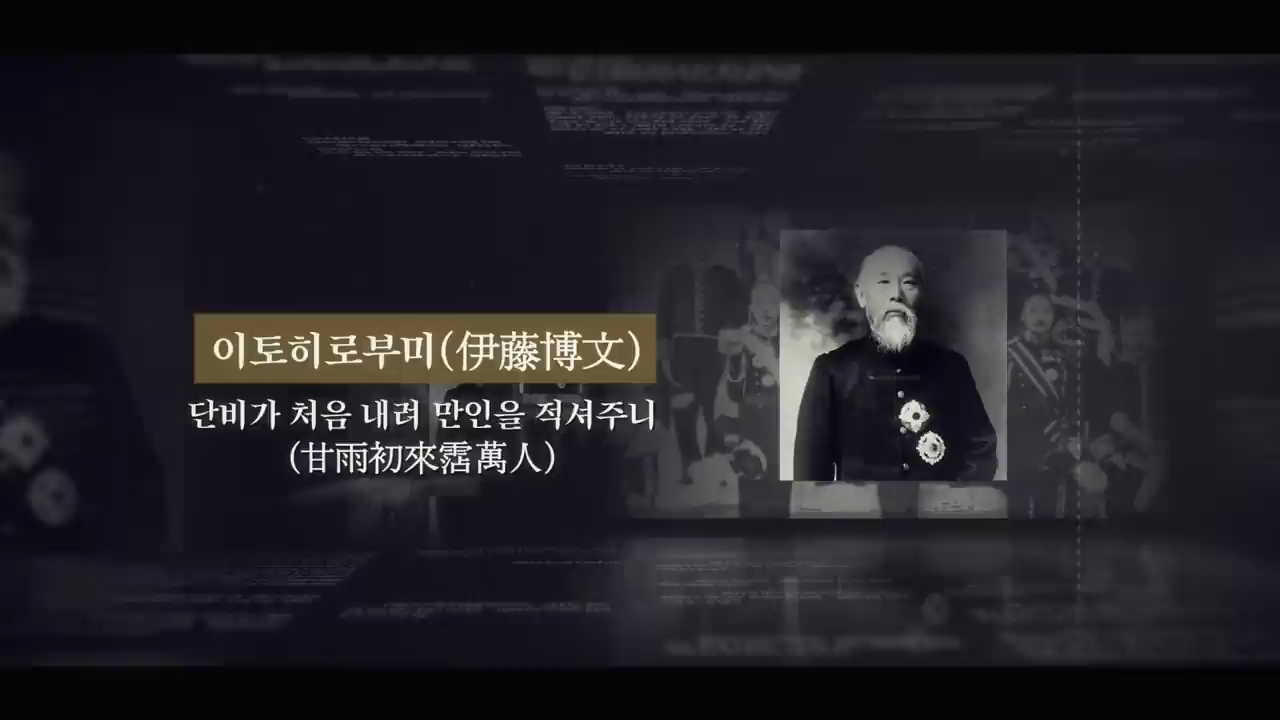 이토히로부미(伊藤博文)
단비가 처음 내려 만인을 적셔주니
(甘雨初來霑萬人)